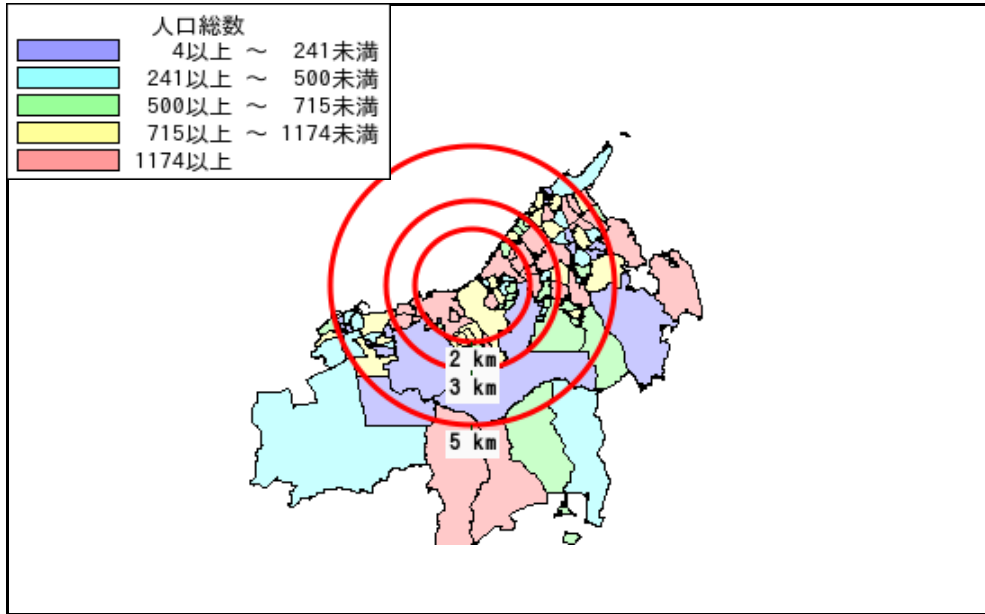 人口総数
4以上 ～ 241未満
241以上 ～ 500未満
500以上 ～ 715未満
715以上 ～ 1174未満
1174以上
2 km
3 km
5 km